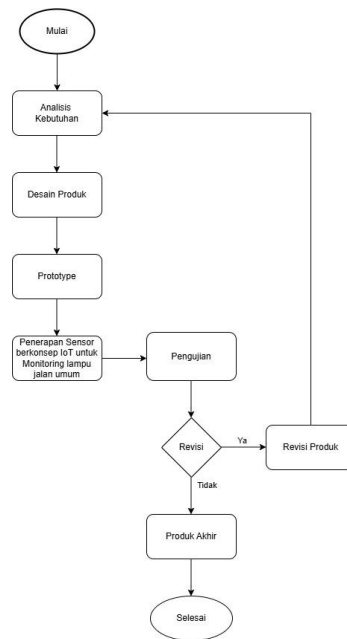 Mulai
Analisis
Kebutuhan
Desain Produk
Prototype
Penerapan Sensor
berkonsep IoT untuk
Monitoring lampu
jalan umum
Pengujian
Revisi
Ya
Revisi Produk
Tidak
Produk Akhir
Selesai